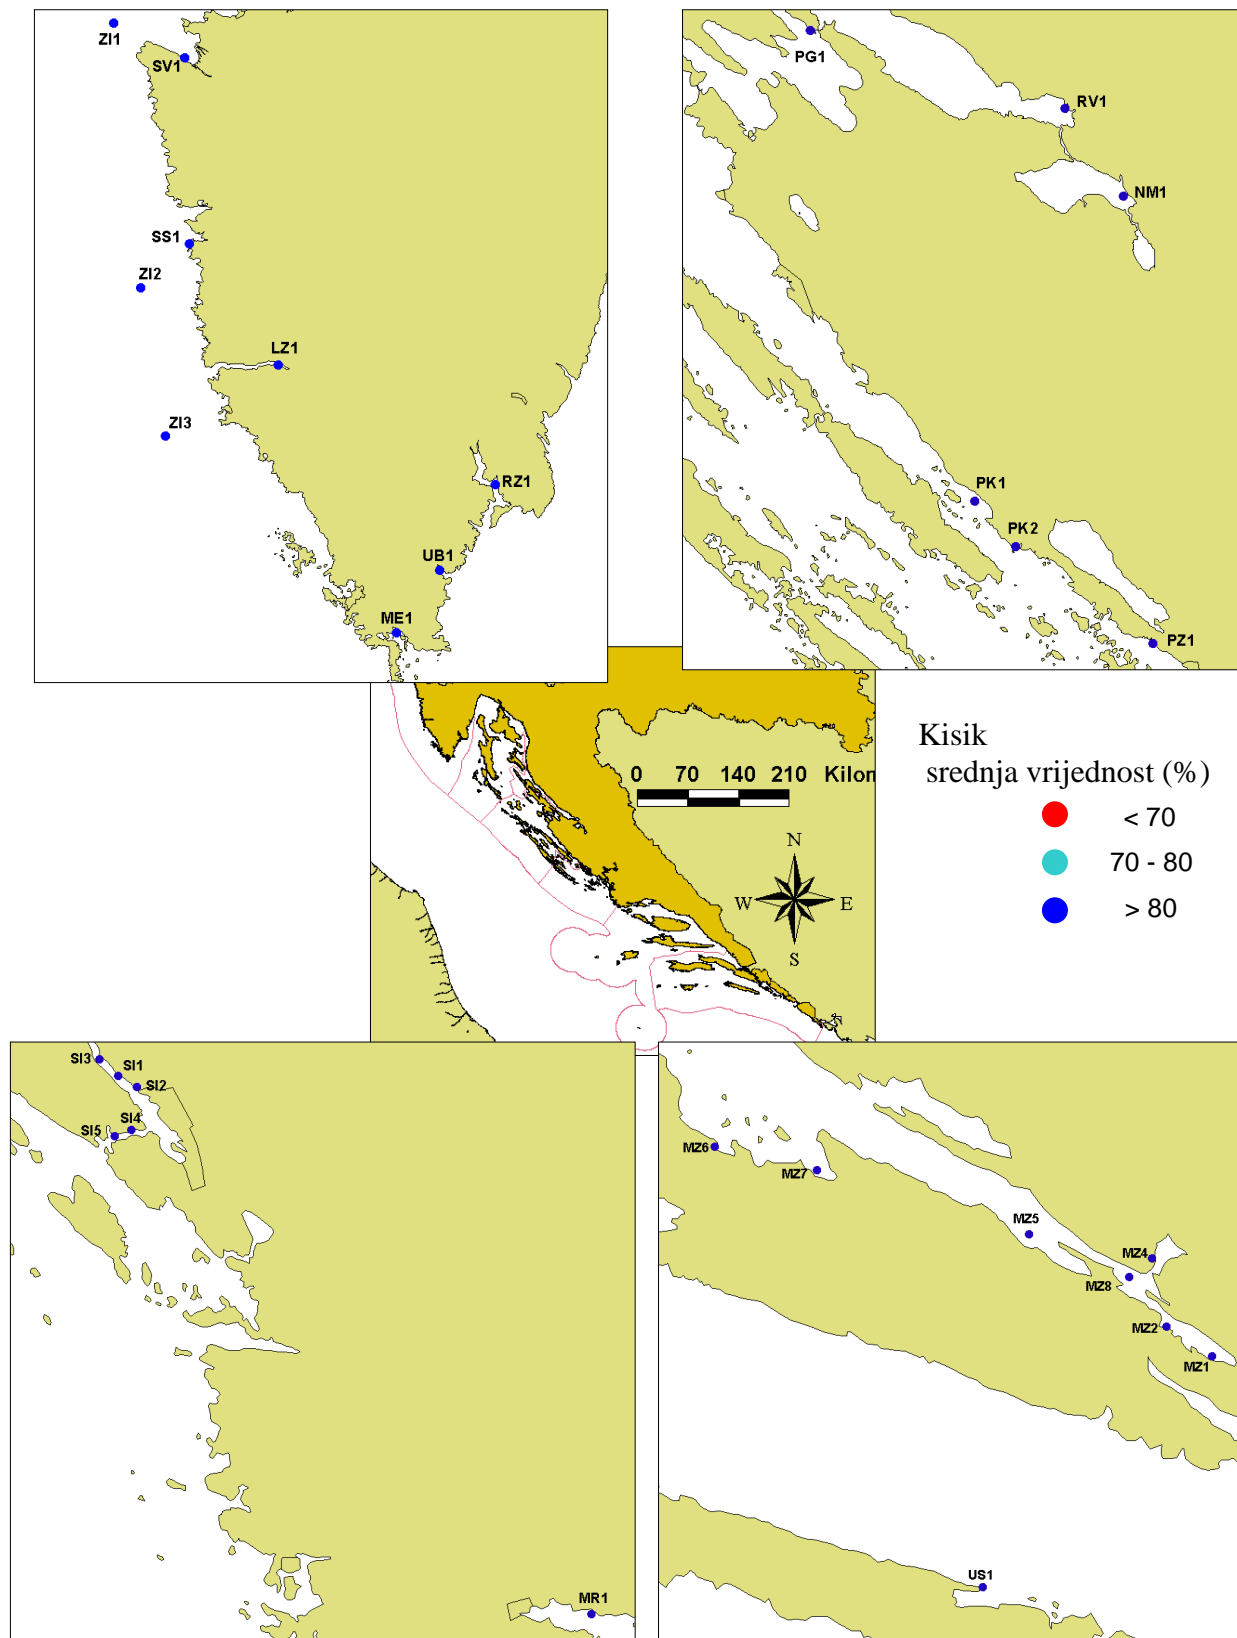 ZI1
SV1
SS1
ZI2
LZ1
ZI3
RZ1
UB1
ME1
PG1
RV1
NM1
PK1
PK2
PZ1
0 70 140 210 Kilom
N
W E
S
Kisik
srednja vrijednost (%)
< 70
70 - 80
> 80
SI3
SI1
SI2
SI4
SI5
MR1
MZ6
MZ7
MZ5
MZ4
MZ8
MZ2
MZ1
US1